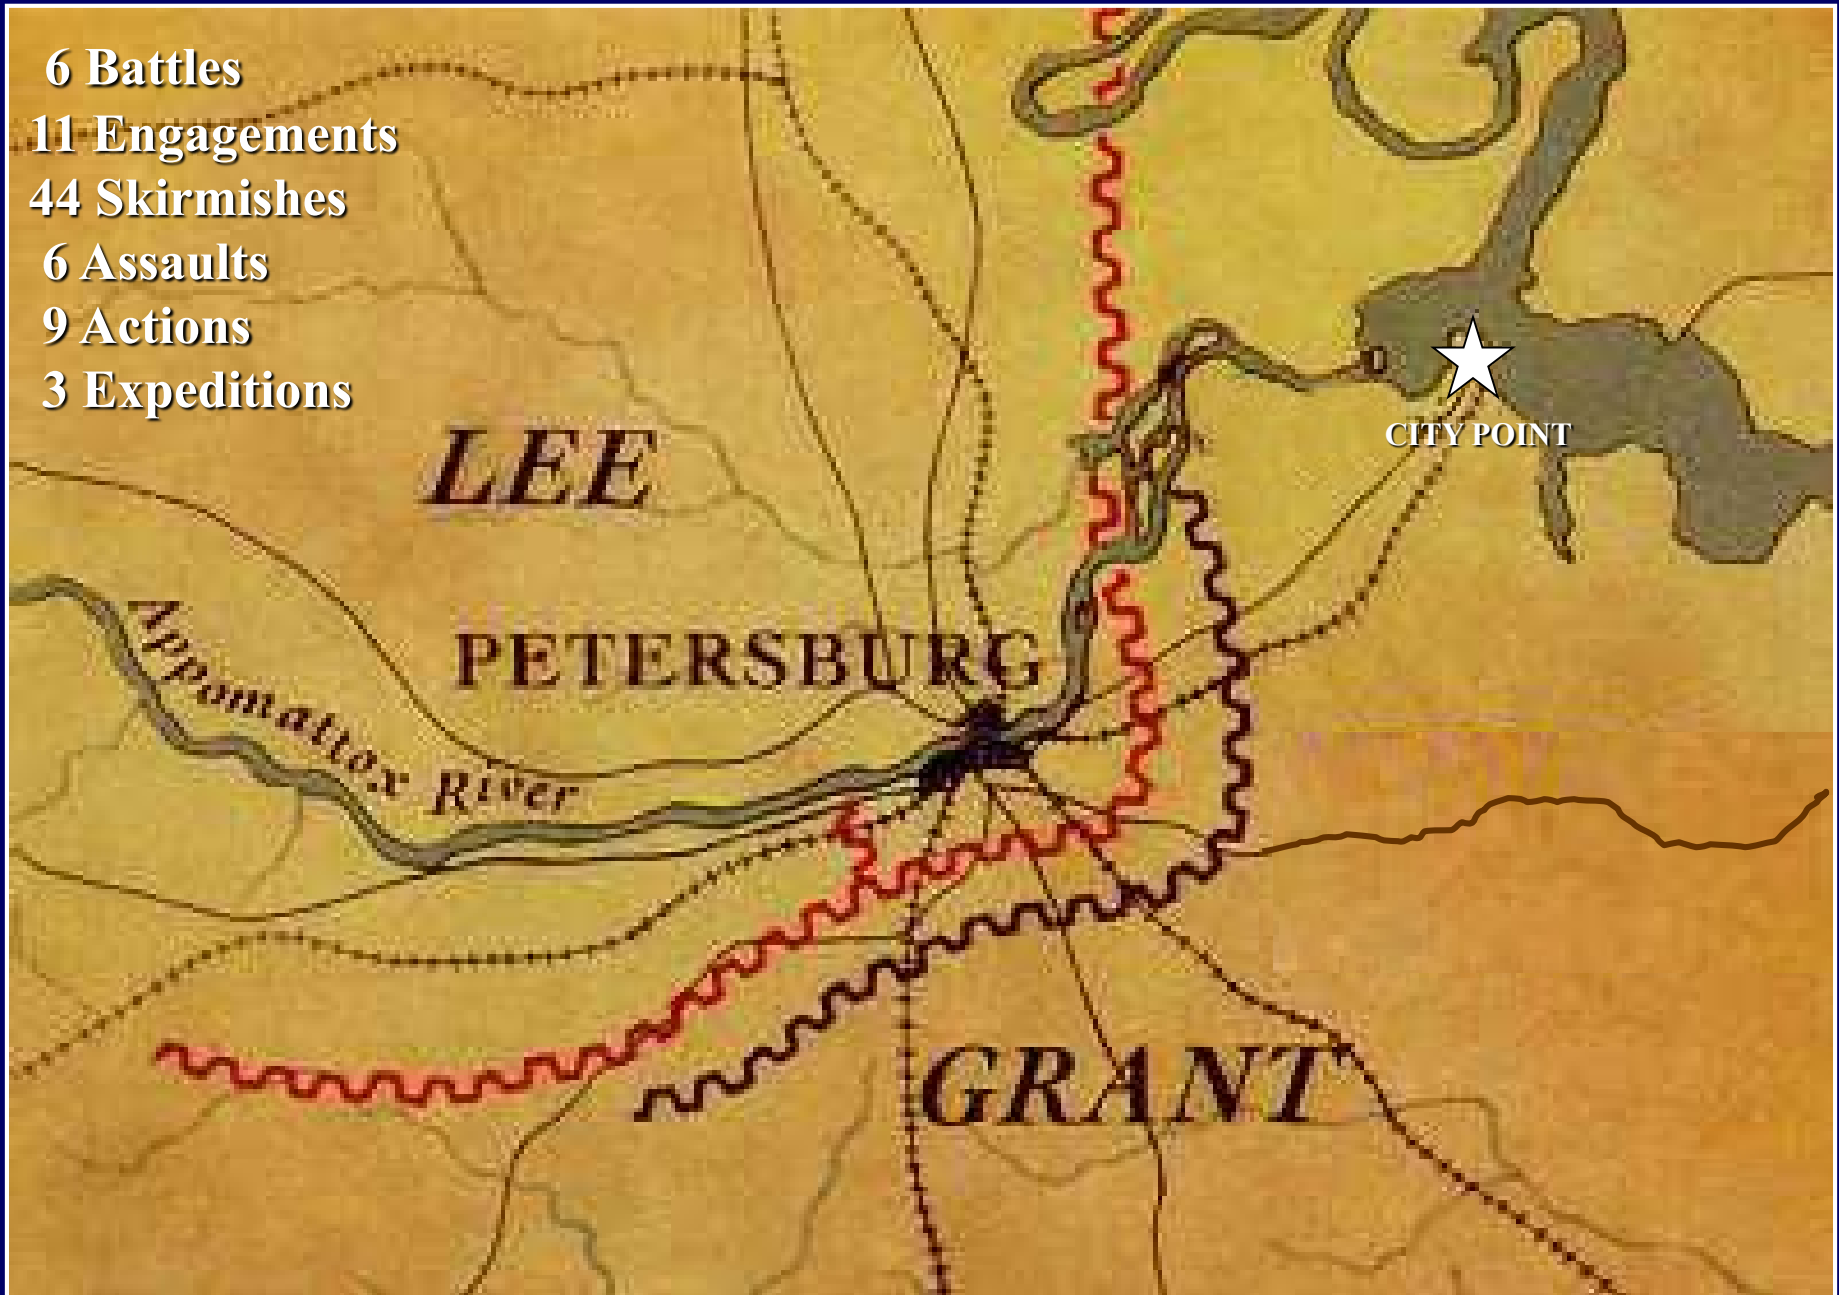 6 Battles
11 Engagements
44 Skirmishes
6 Assaults
9 Actions
3 Expeditions
LEE
CITY POINT
PETERSBURG
Appomattox River
GRANT